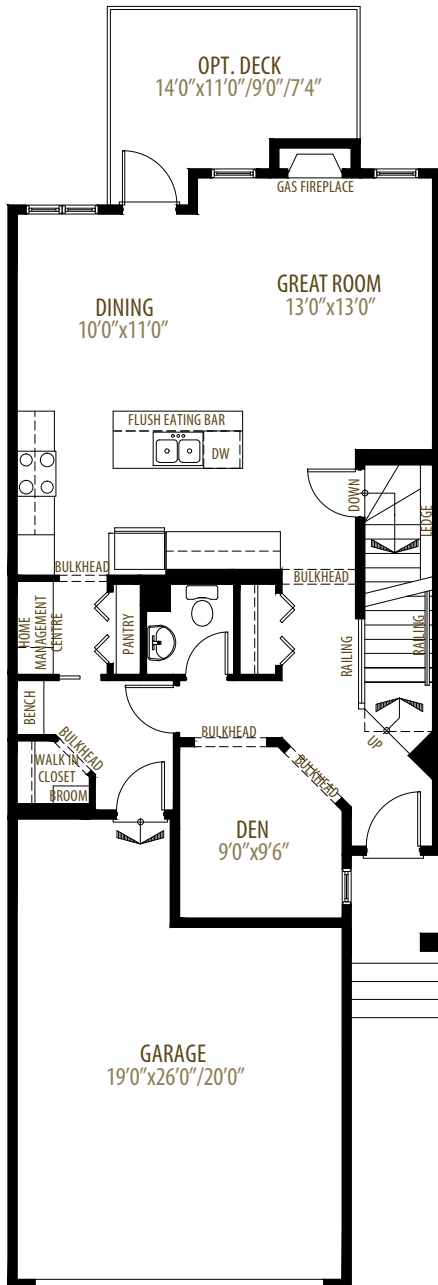 OPT. DECK
14'0"x11'0"/9'0"/7'4"
GAS FIREPLACE
GREAT ROOM
13'0"x13'0"
DINING
10'0"x11'0"
FLUSH EATING BAR
DW
DOWN
LEDGE
BULKHEAD
BULKHEAD
HOME
MANAGEMENT
CENTRE
PANTRY
RAILING
RAILING
BENCH
BULKHEAD
BULKHEAD
UP
WALK IN
CLOSET
BROOM
BULKHEAD
DEN
9'0"x9'6"
GARAGE
19'0"x26'0"/20'0"